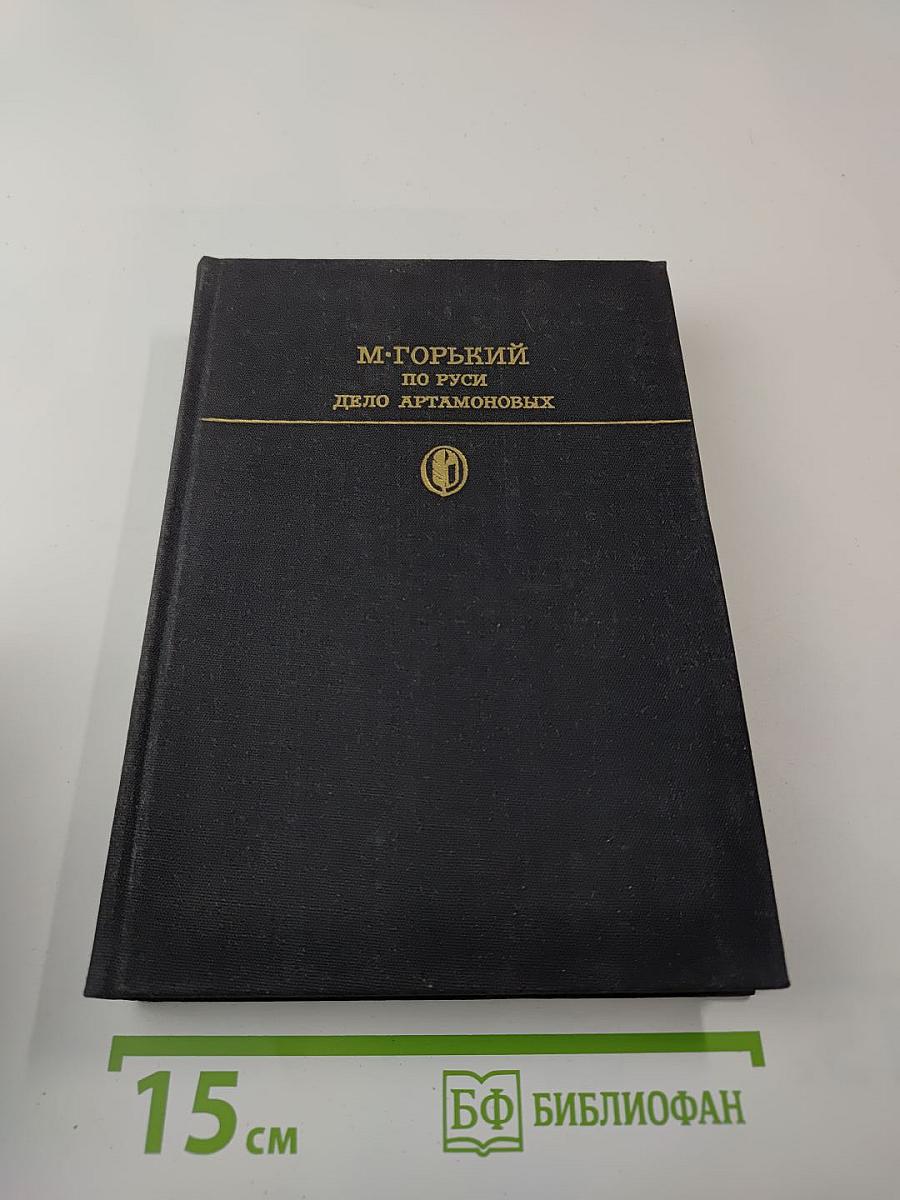 М·ГОРЬКИЙ
ПО РУСИ
ДЕЛО АРТАМОНОВЫХ
15 см
БФ БИБЛИОФАН